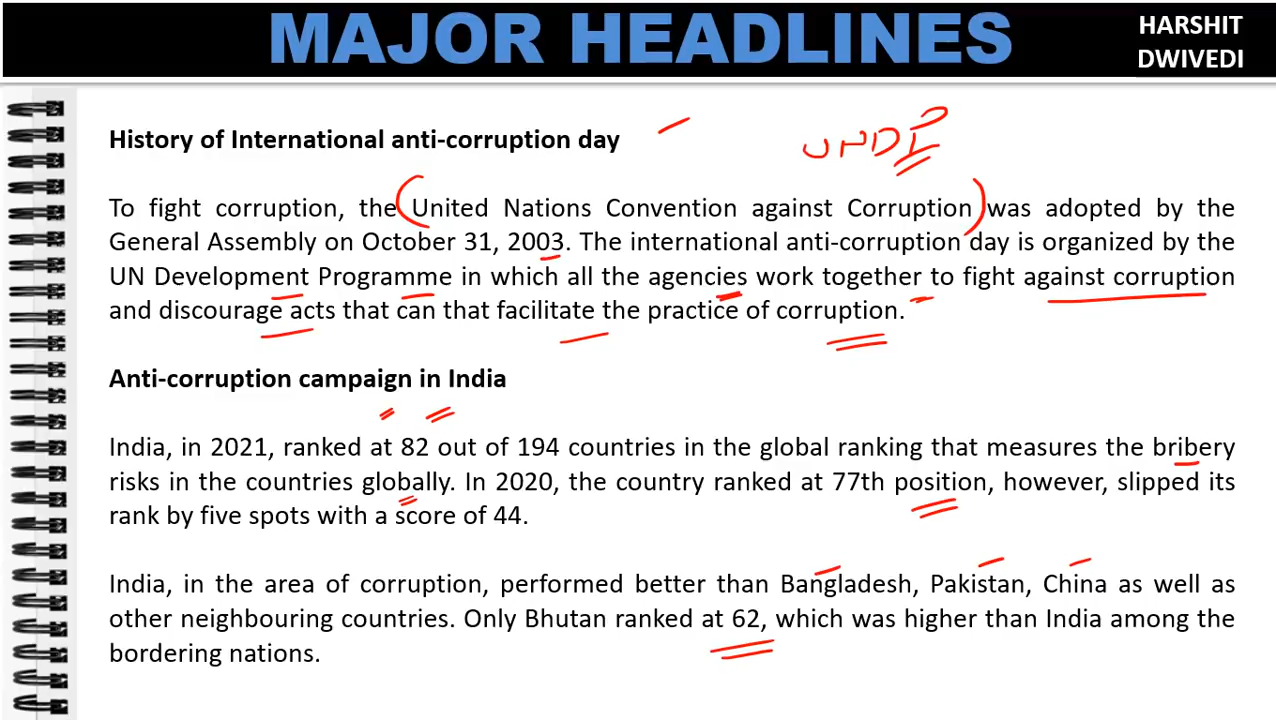 MAJOR HEADLINES
HARSHIT
DWIVEDI
History of International anti-corruption day
UNDP
To fight corruption, the United Nations Convention against Corruption was adopted by the
General Assembly on October 31, 2003. The international anti-corruption day is organized by the
UN Development Programme in which all the agencies work together to fight against corruption
and discourage acts that can that facilitate the practice of corruption.
Anti-corruption campaign in India
India, in 2021, ranked at 82 out of 194 countries in the global ranking that measures the bribery
risks in the countries globally. In 2020, the country ranked at 77th position, however, slipped its
rank by five spots with a score of 44.
India, in the area of corruption, performed better than Bangladesh, Pakistan, China as well as
other neighbouring countries. Only Bhutan ranked at 62, which was higher than India among the
bordering nations.